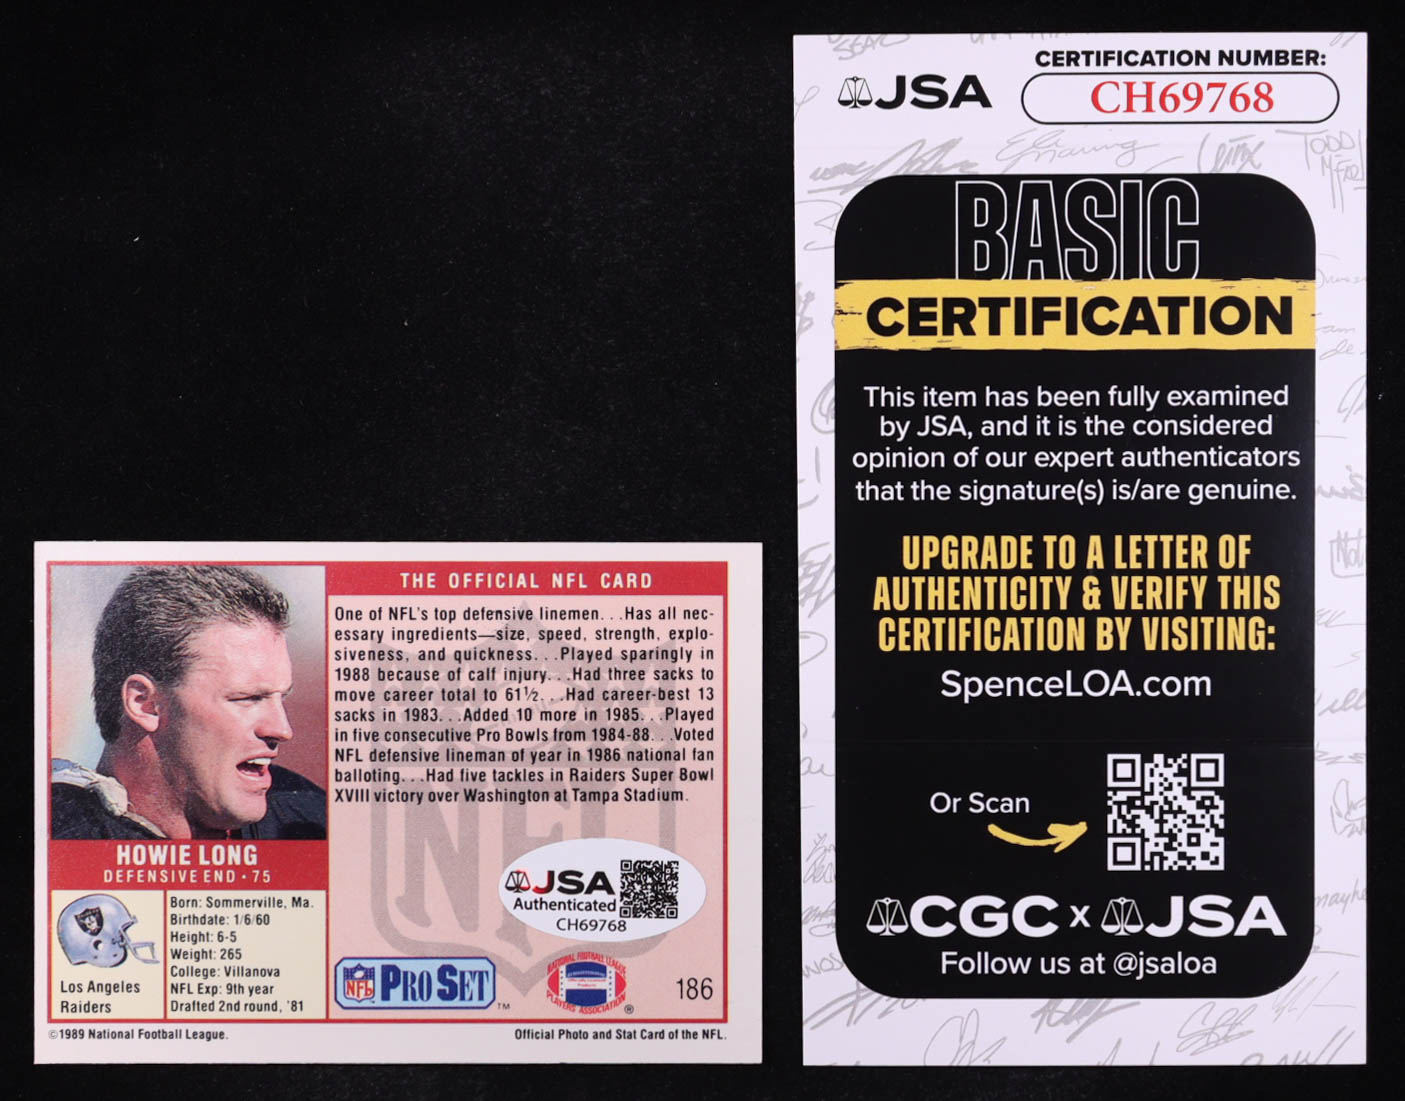 THE OFFICIAL NFL CARD
One of NFL's top defensive linemen. . .Has all nec-
essary ingredients—size, speed, strength, explo-
siveness, and quickness. . .Played sparingly in
1988 because of calf injury. . .Had three sacks to
move career total to 61½. . .Had career-best 13
sacks in 1983. . .Added 10 more in 1985. . .Played
in five consecutive Pro Bowls from 1984-88. . .Voted
NFL defensive lineman of year in 1986 national fan
balloting. . .Had five tackles in Raiders Super Bowl
XVIII victory over Washington at Tampa Stadium.
HOWIE LONG
DEFENSIVE END • 75
Los Angeles
Raiders
Born: Sommerville, Ma.
Birthdate: 1/6/60
Height: 6-5
Weight: 265
College: Villanova
NFL Exp: 9th year
Drafted 2nd round, '81
JSA
Authenticated
CH69768
NFL
PRO SET™
NATIONAL FOOTBALL LEAGUE
PLAYERS ASSOCIATION
®
186
©1989 National Football League.
Official Photo and Stat Card of the NFL.
JSA
CERTIFICATION NUMBER:
CH69768
BASIC
CERTIFICATION
This item has been fully examined
by JSA, and it is the considered
opinion of our expert authenticators
that the signature(s) is/are genuine.
UPGRADE TO A LETTER OF
AUTHENTICITY & VERIFY THIS
CERTIFICATION BY VISITING:
SpenceLOA.com
Or Scan
CGC x JSA
Follow us at @jsaloa